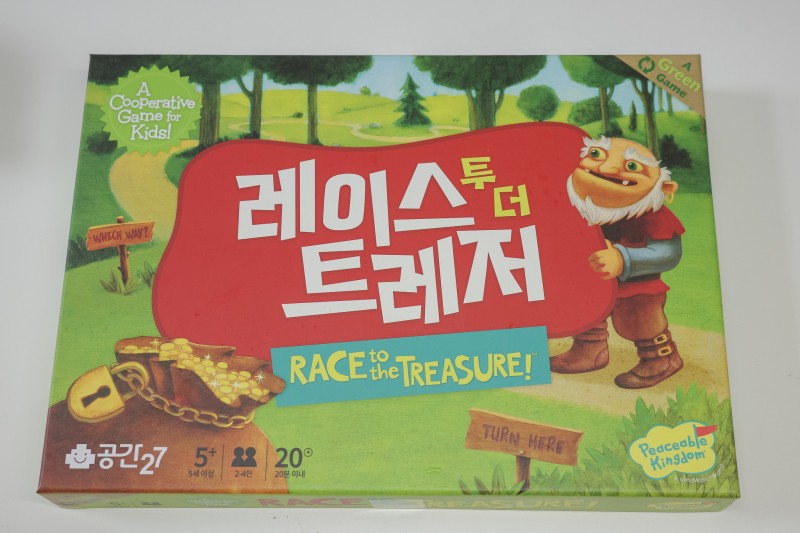 A
Cooperative
Game for
Kids!
A
Green
Game
WHICH WAY?
레이스 투 더
트레저
RACE to the TREASURE!
TURN HERE
공간27
5+
5세 이상
2-4인
20
20분 이내
Peaceable
Kingdom
RACE
TREASURE!